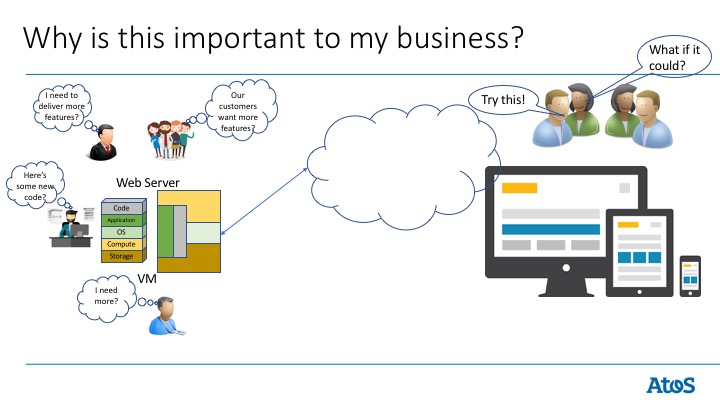 Why is this important to my business?
What if it
could?
Try this!
I need to
deliver more
features?
Our
customers
want more
features?
Here's
some new
code?
Web Server
Code
Application
OS
Compute
Storage
VM
I need
more?
Atos